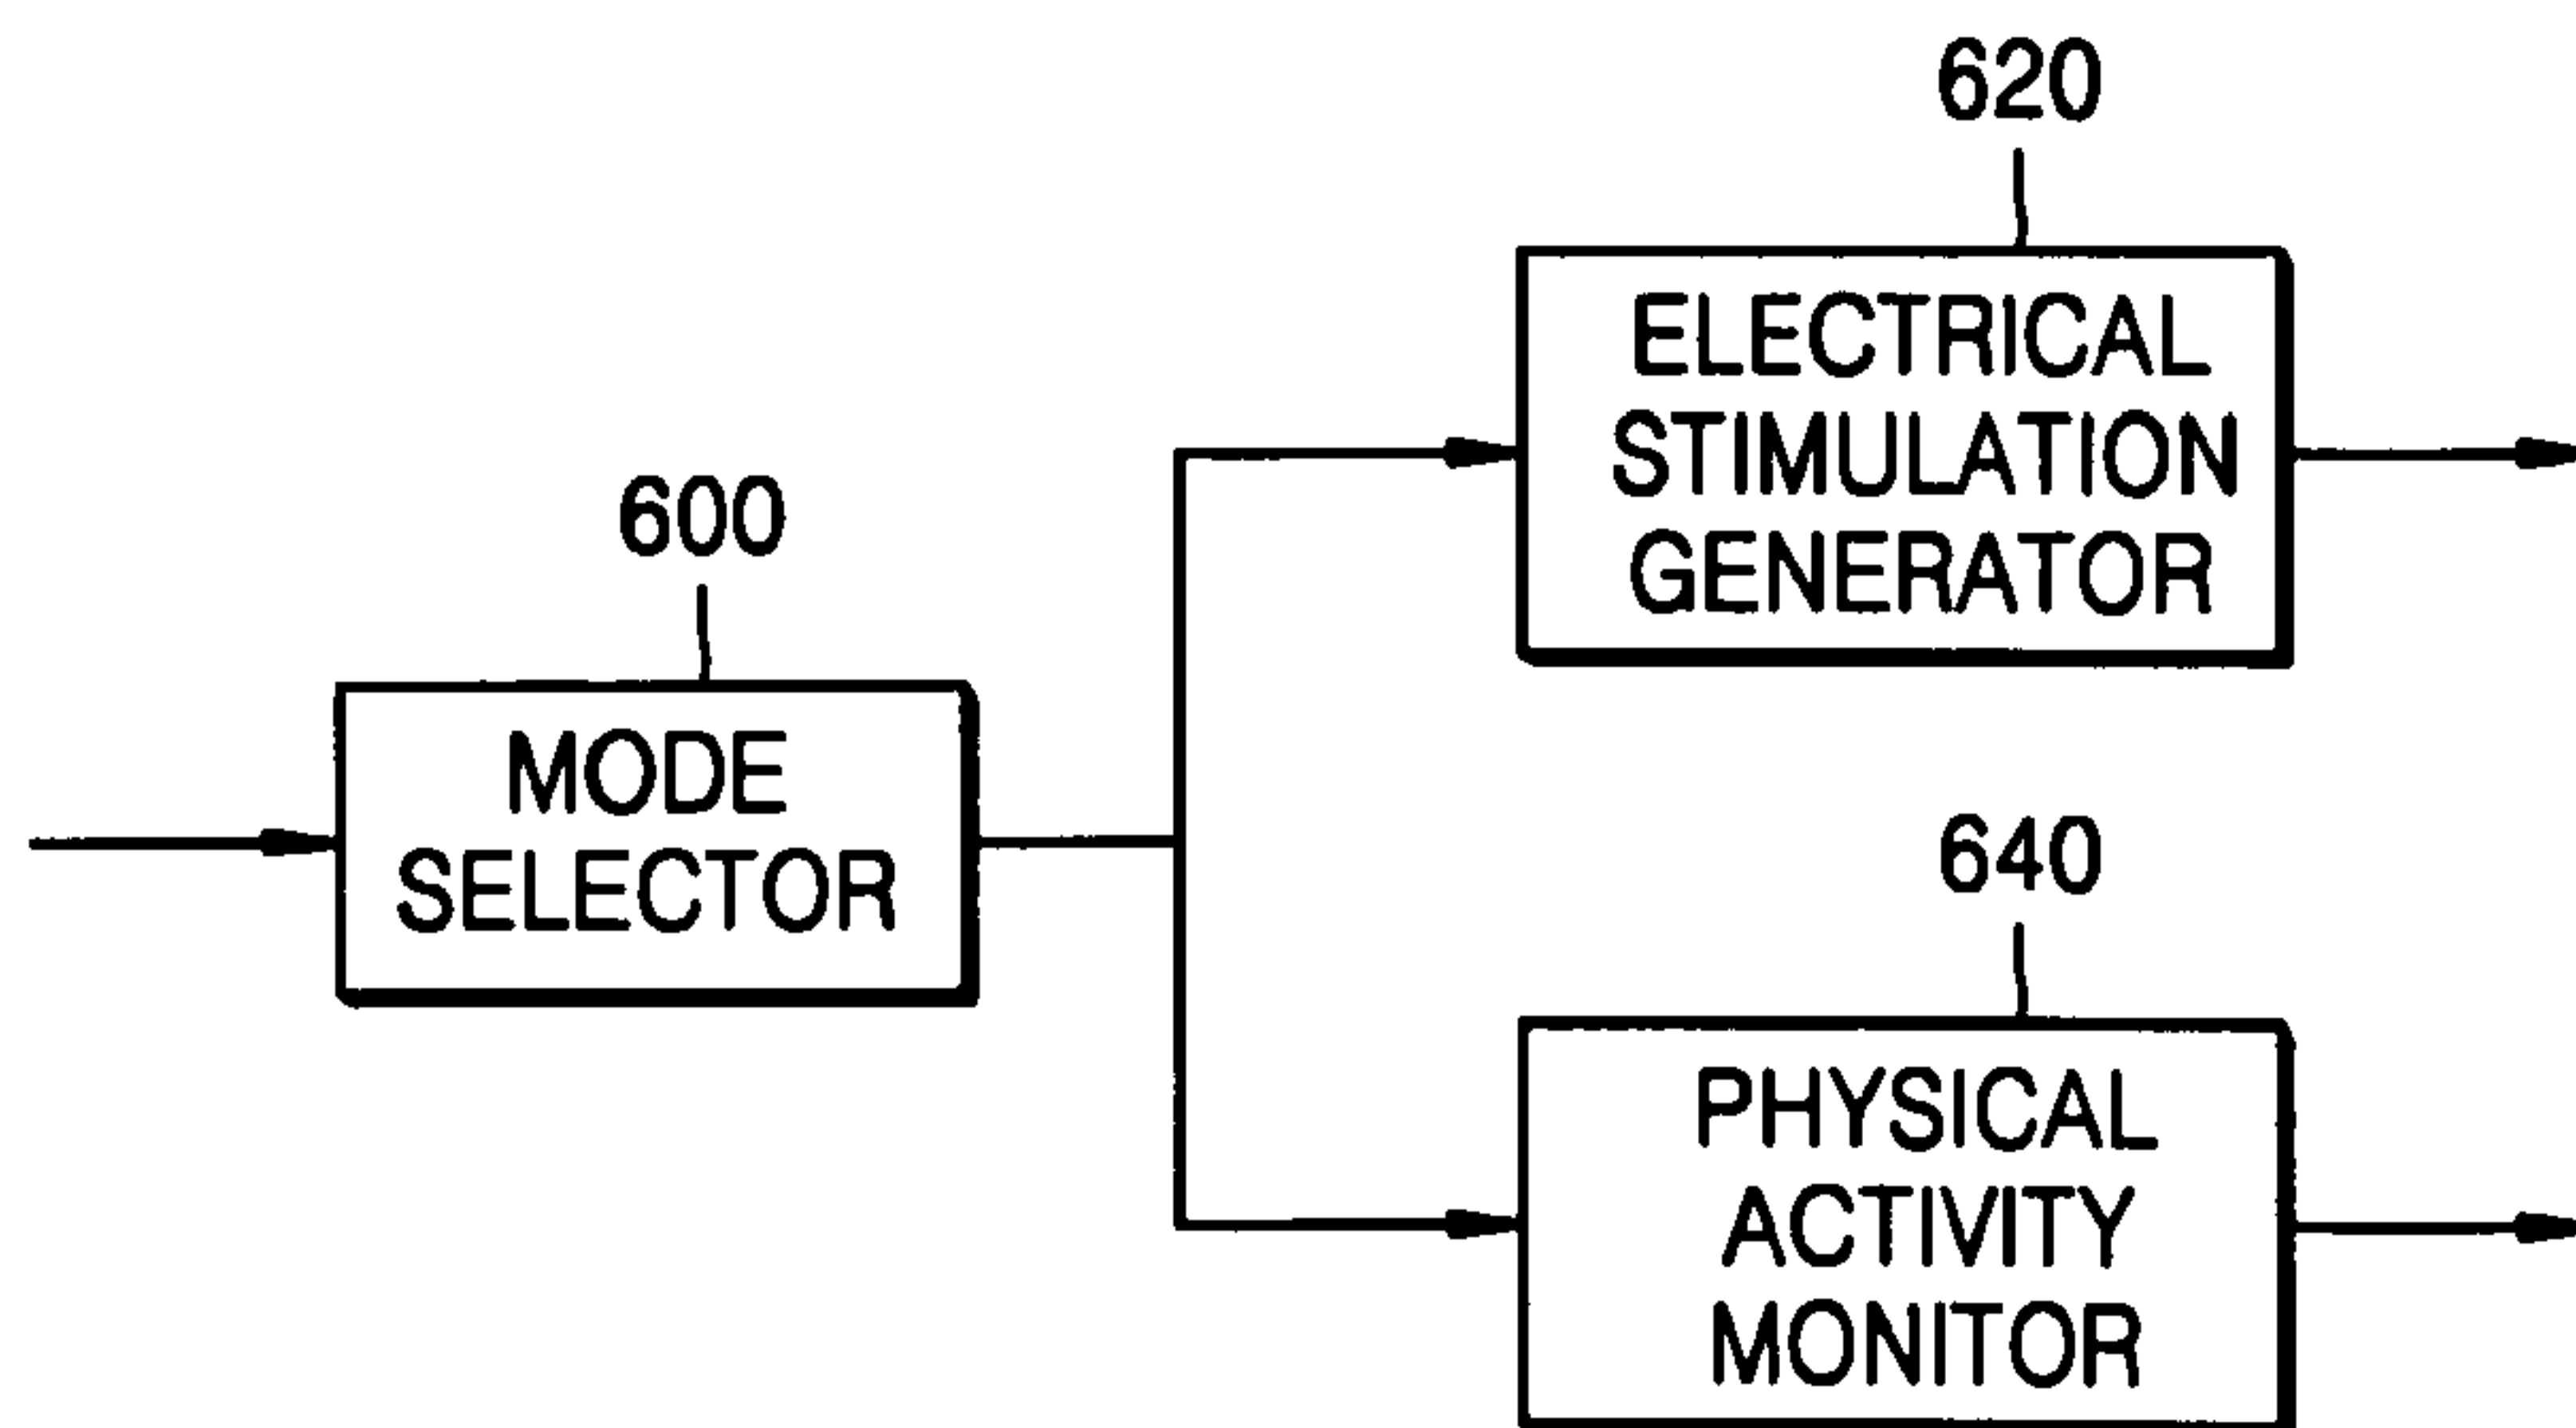 620
ELECTRICAL
STIMULATION
GENERATOR
600
MODE
SELECTOR
640
PHYSICAL
ACTIVITY
MONITOR